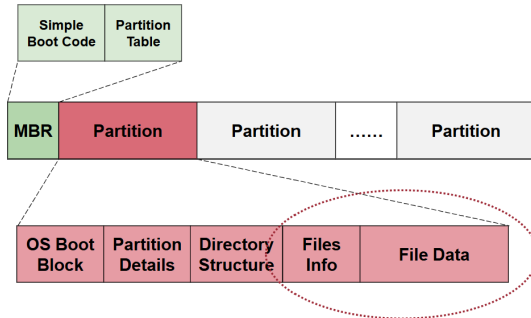 Simple
Boot Code
Partition
Table
MBR
Partition
Partition
......
Partition
OS Boot
Block
Partition
Details
Directory
Structure
Files
Info
File Data